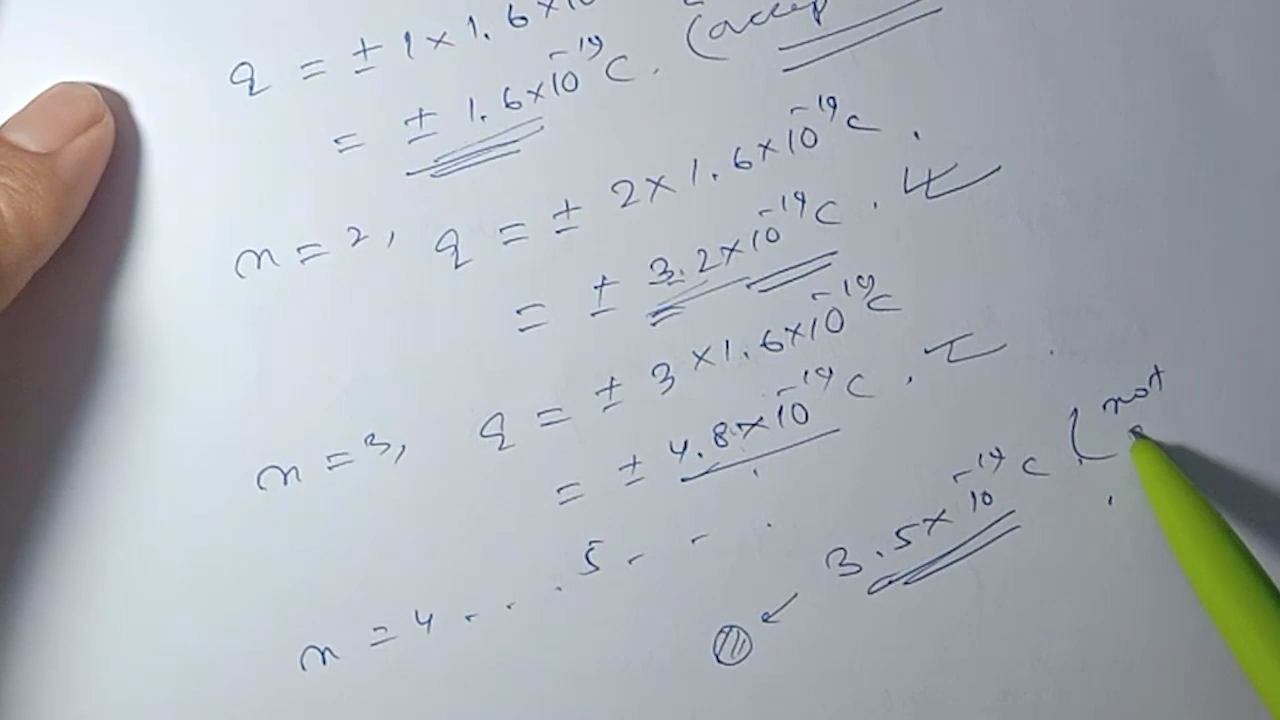 q = ± 1 × 1.6 × 10
= ± 1.6 × 10⁻¹⁹ C . (accep
n = 2, q = ± 2 × 1.6 × 10⁻¹⁹ C .
= ± 3.2 × 10⁻¹⁹ C .
n = 3, q = ± 3 × 1.6 × 10⁻¹⁹ C
= ± 4.8 × 10⁻¹⁹ C .
n = 4 . . . 5 . - - .
3.5 × 10⁻¹⁹ C (not